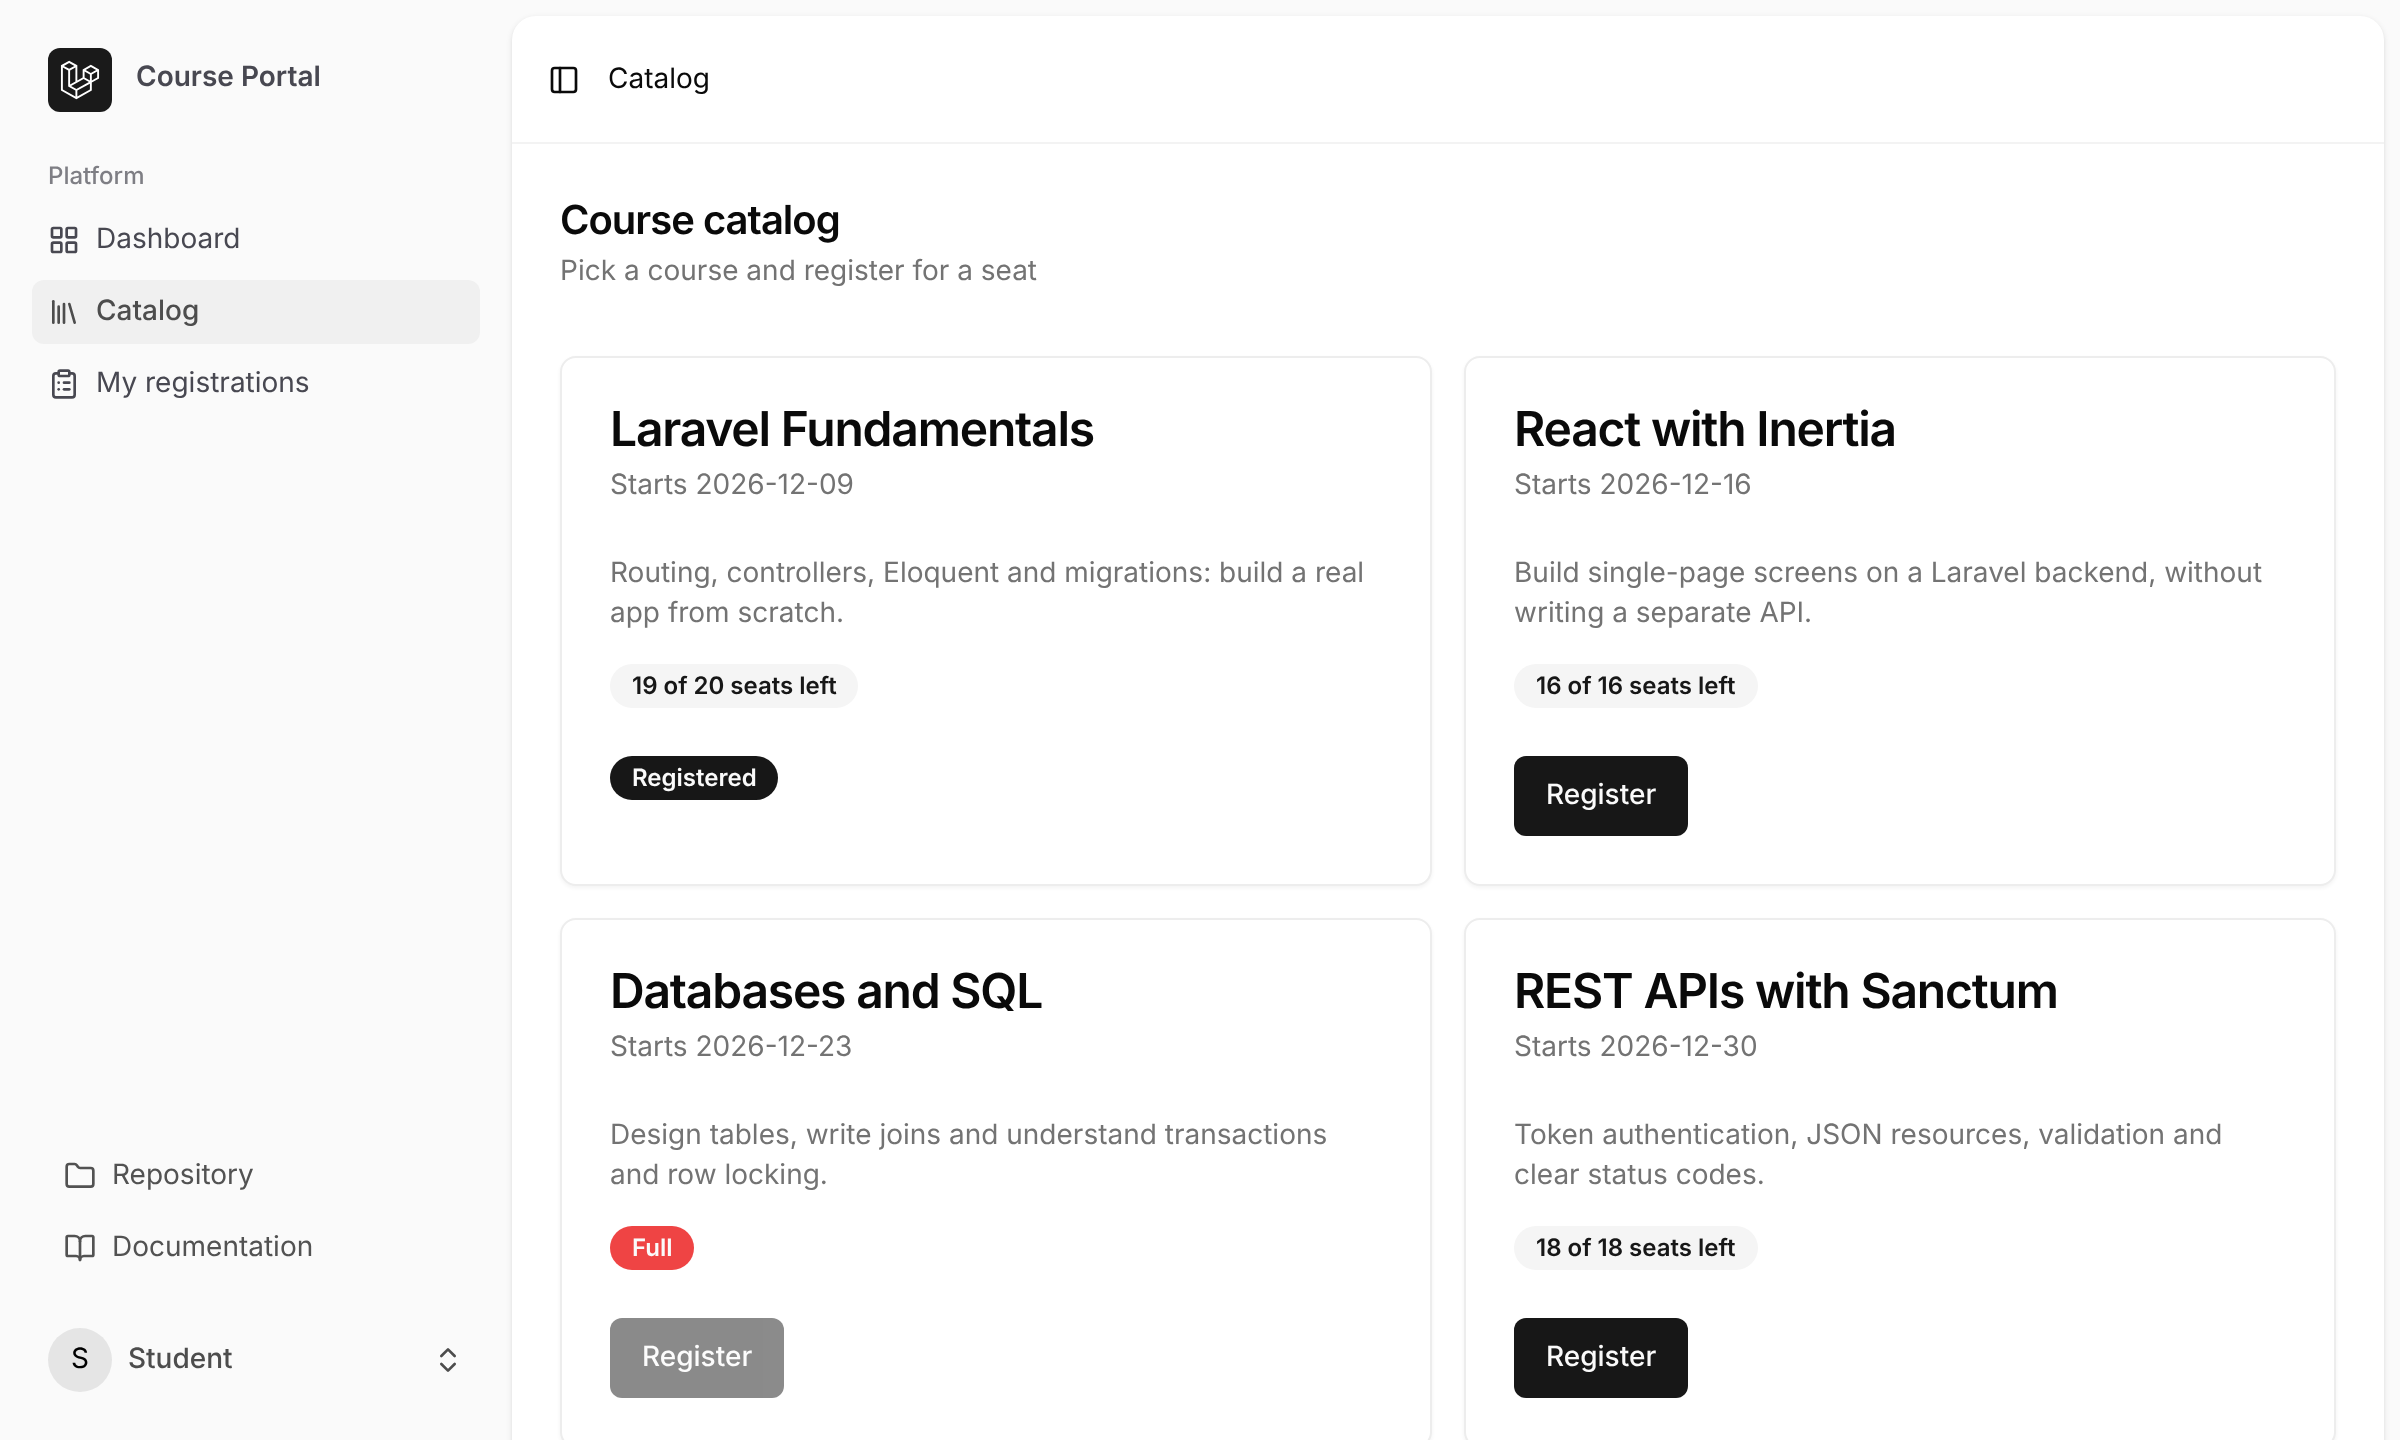 Course Portal
Platform
Dashboard
Catalog
My registrations
Repository
Documentation
S
Student
Catalog
Course catalog
Pick a course and register for a seat
Laravel Fundamentals
Starts 2026-12-09
Routing, controllers, Eloquent and migrations: build a real
app from scratch.
19 of 20 seats left
Registered
React with Inertia
Starts 2026-12-16
Build single-page screens on a Laravel backend, without
writing a separate API.
16 of 16 seats left
Register
Databases and SQL
Starts 2026-12-23
Design tables, write joins and understand transactions
and row locking.
Full
Register
REST APIs with Sanctum
Starts 2026-12-30
Token authentication, JSON resources, validation and
clear status codes.
18 of 18 seats left
Register